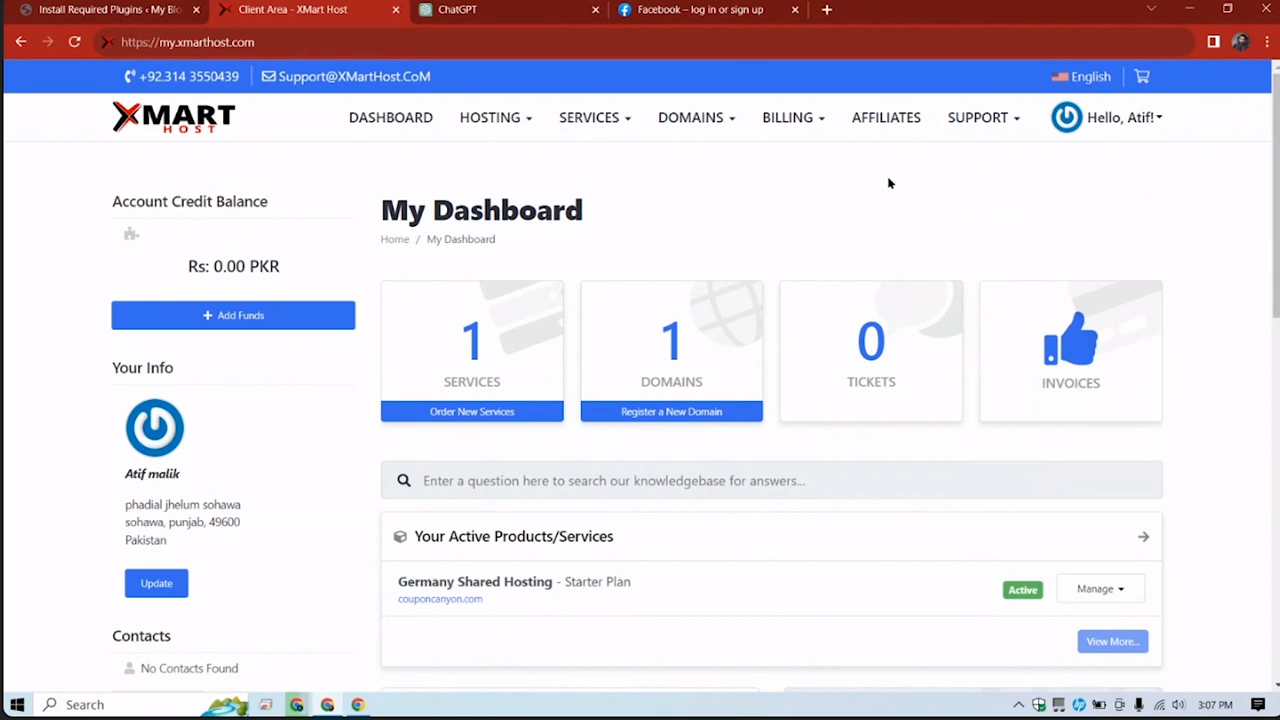 Install Required Plugins ‹ My Bl
Client Area - XMart Host
ChatGPT
Facebook – log in or sign up
https://my.xmarthost.com
+92.314 3550439
Support@XMartHost.CoM
English
XMART
HOST
DASHBOARD
HOSTING
SERVICES
DOMAINS
BILLING
AFFILIATES
SUPPORT
Hello, Atif!
Account Credit Balance
Rs: 0.00 PKR
+ Add Funds
Your Info
Atif malik
phadial jhelum sohawa
sohawa, punjab, 49600
Pakistan
Update
Contacts
No Contacts Found
My Dashboard
Home / My Dashboard
1
SERVICES
Order New Services
1
DOMAINS
Register a New Domain
0
TICKETS
INVOICES
Enter a question here to search our knowledgebase for answers...
Your Active Products/Services
Germany Shared Hosting - Starter Plan
couponcanyon.com
Active
Manage
View More..
Search
3:07 PM